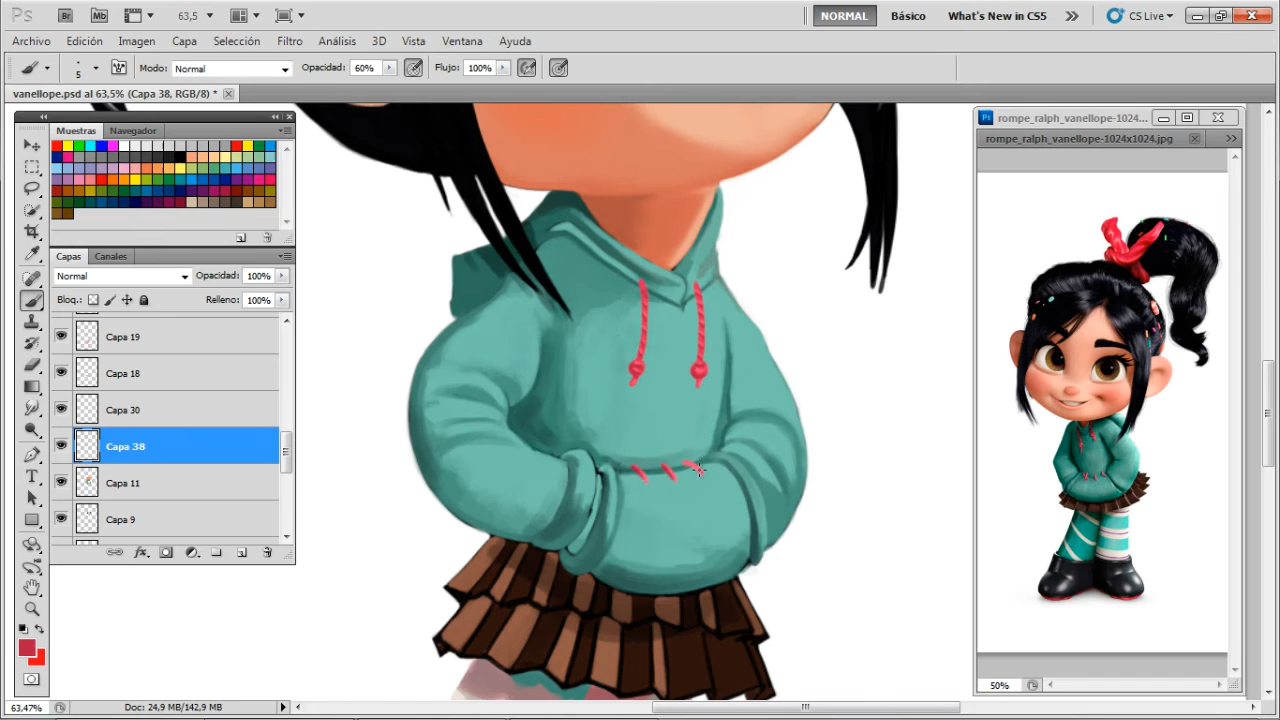 Ps Br Mb 63,5 NORMAL Básico What's New in CS5 CS Live
Archivo Edición Imagen Capa Selección Filtro Análisis 3D Vista Ventana Ayuda
5 Modo: Normal Opacidad: 60% Flujo: 100%
vanellope.psd al 63,5% (Capa 38, RGB/8) *
Muestras Navegador
Capas Canales
Normal Opacidad: 100%
Bloq.: Relleno: 100%
Capa 19
Capa 18
Capa 30
Capa 38
Capa 11
Capa 9
fx
63,47% Doc: 24,9 MB/142,9 MB
Ps rompe_ralph_vanellope-1024...
rompe_ralph_vanellope-1024x1024.jpg
50%